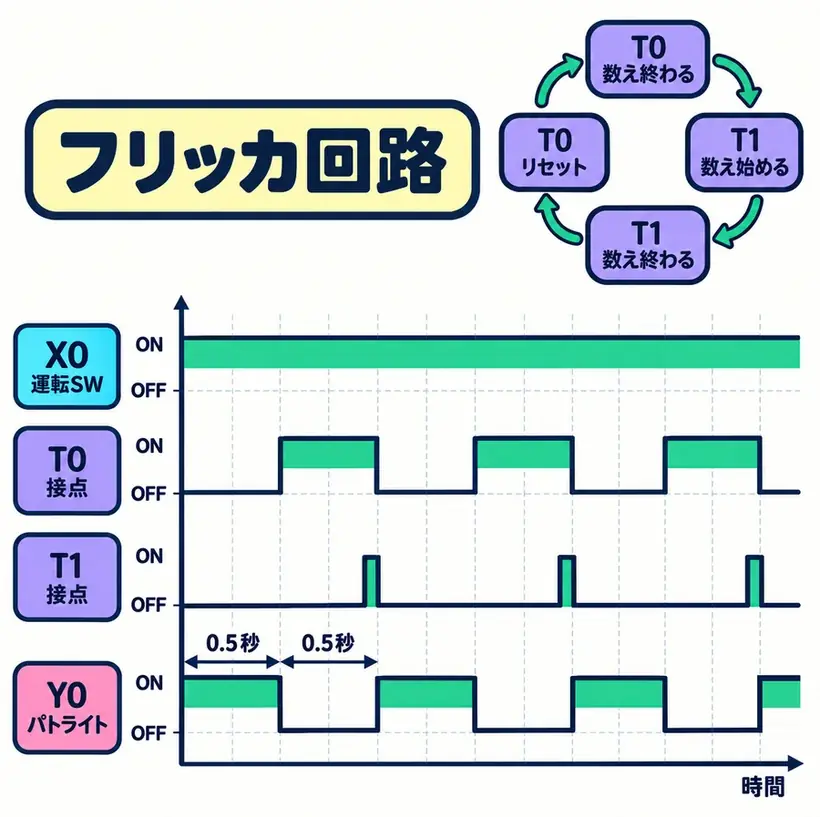 フリッカ回路
T0
数え終わる
T1
数え始める
T1
数え終わる
T0
リセット
X0
運転SW
ON
OFF
T0
接点
ON
OFF
T1
接点
ON
OFF
0.5秒
0.5秒
Y0
パトライト
ON
OFF
時間